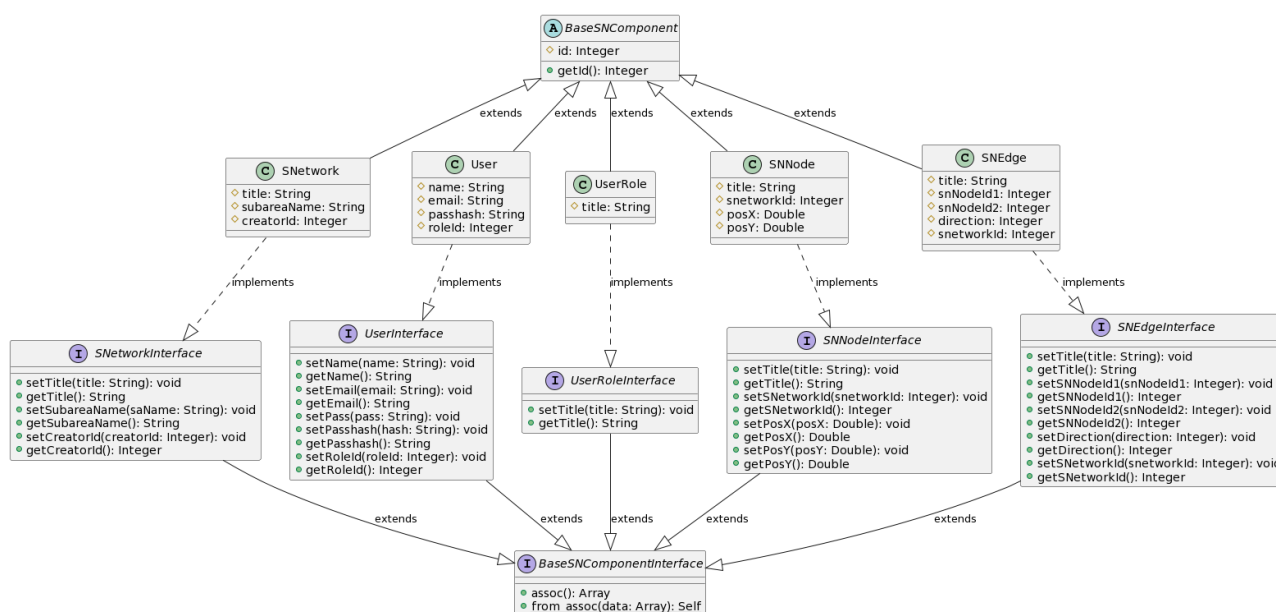 A BaseSNComponent
id: Integer
getId(): Integer
extends
extends
extends
extends
extends
C SNetwork
title: String
subareaName: String
creatorId: Integer
C User
name: String
email: String
passhash: String
roleId: Integer
C UserRole
title: String
C SNNode
title: String
snetworkId: Integer
posX: Double
posY: Double
C SNEdge
title: String
snNodeId1: Integer
snNodeId2: Integer
direction: Integer
snetworkId: Integer
implements
implements
implements
implements
implements
I SNetworkInterface
setTitle(title: String): void
getTitle(): String
setSubareaName(saName: String): void
getSubareaName(): String
setCreatorId(creatorId: Integer): void
getCreatorId(): Integer
I UserInterface
setName(name: String): void
getName(): String
setEmail(email: String): void
getEmail(): String
setPass(pass: String): void
setPasshash(hash: String): void
getPasshash(): String
setRoleId(roleId: Integer): void
getRoleId(): Integer
I UserRoleInterface
setTitle(title: String): void
getTitle(): String
I SNNodeInterface
setTitle(title: String): void
getTitle(): String
setSNetworkId(snetworkId: Integer): void
getSNetworkId(): Integer
setPosX(posX: Double): void
getPosX(): Double
setPosY(posY: Double): void
getPosY(): Double
I SNEdgeInterface
setTitle(title: String): void
getTitle(): String
setSNNodeId1(snNodeId1: Integer): void
getSNNodeId1(): Integer
setSNNodeId2(snNodeId2: Integer): void
getSNNodeId2(): Integer
setDirection(direction: Integer): void
getDirection(): Integer
setSNetworkId(snetworkId: Integer): void
getSNetworkId(): Integer
extends
extends
extends
extends
extends
I BaseSNComponentInterface
assoc(): Array
from_assoc(data: Array): Self